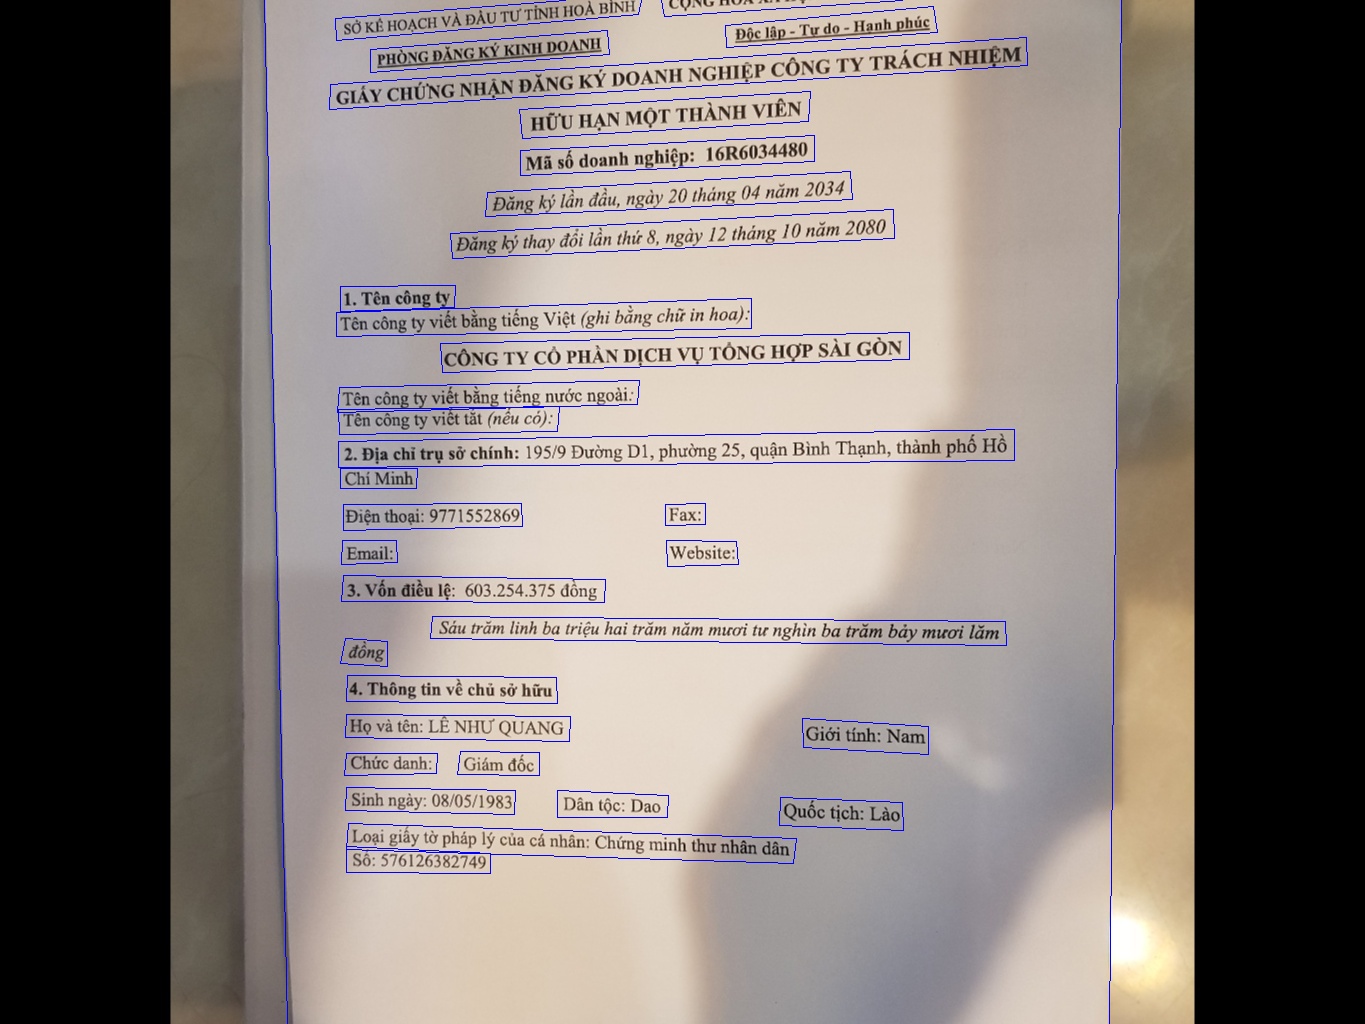 SỞ KẾ HOẠCH VÀ ĐẦU TƯ TỈNH HOÀ BÌNH
CỘNG HOÀ
PHÒNG ĐĂNG KÝ KINH DOANH
Độc lập - Tự do - Hạnh phúc
GIẤY CHỨNG NHẬN ĐĂNG KÝ DOANH NGHIỆP CÔNG TY TRÁCH NHIỆM
HỮU HẠN MỘT THÀNH VIÊN
Mã số doanh nghiệp: 16R6034480
Đăng ký lần đầu, ngày 20 tháng 04 năm 2034
Đăng ký thay đổi lần thứ 8, ngày 12 tháng 10 năm 2080
1. Tên công ty
Tên công ty viết bằng tiếng Việt (ghi bằng chữ in hoa):
CÔNG TY CỔ PHẦN DỊCH VỤ TỔNG HỢP SÀI GÒN
Tên công ty viết bằng tiếng nước ngoài:
Tên công ty viết tắt (nếu có):
2. Địa chỉ trụ sở chính: 195/9 Đường D1, phường 25, quận Bình Thạnh, thành phố Hồ
Chí Minh
Điện thoại: 9771552869 Fax:
Email: Website:
3. Vốn điều lệ: 603.254.375 đồng
Sáu trăm linh ba triệu hai trăm năm mươi tư nghìn ba trăm bảy mươi lăm
đồng
4. Thông tin về chủ sở hữu
Họ và tên: LÊ NHƯ QUANG Giới tính: Nam
Chức danh: Giám đốc
Sinh ngày: 08/05/1983 Dân tộc: Dao Quốc tịch: Lào
Loại giấy tờ pháp lý của cá nhân: Chứng minh thư nhân dân
Số: 576126382749